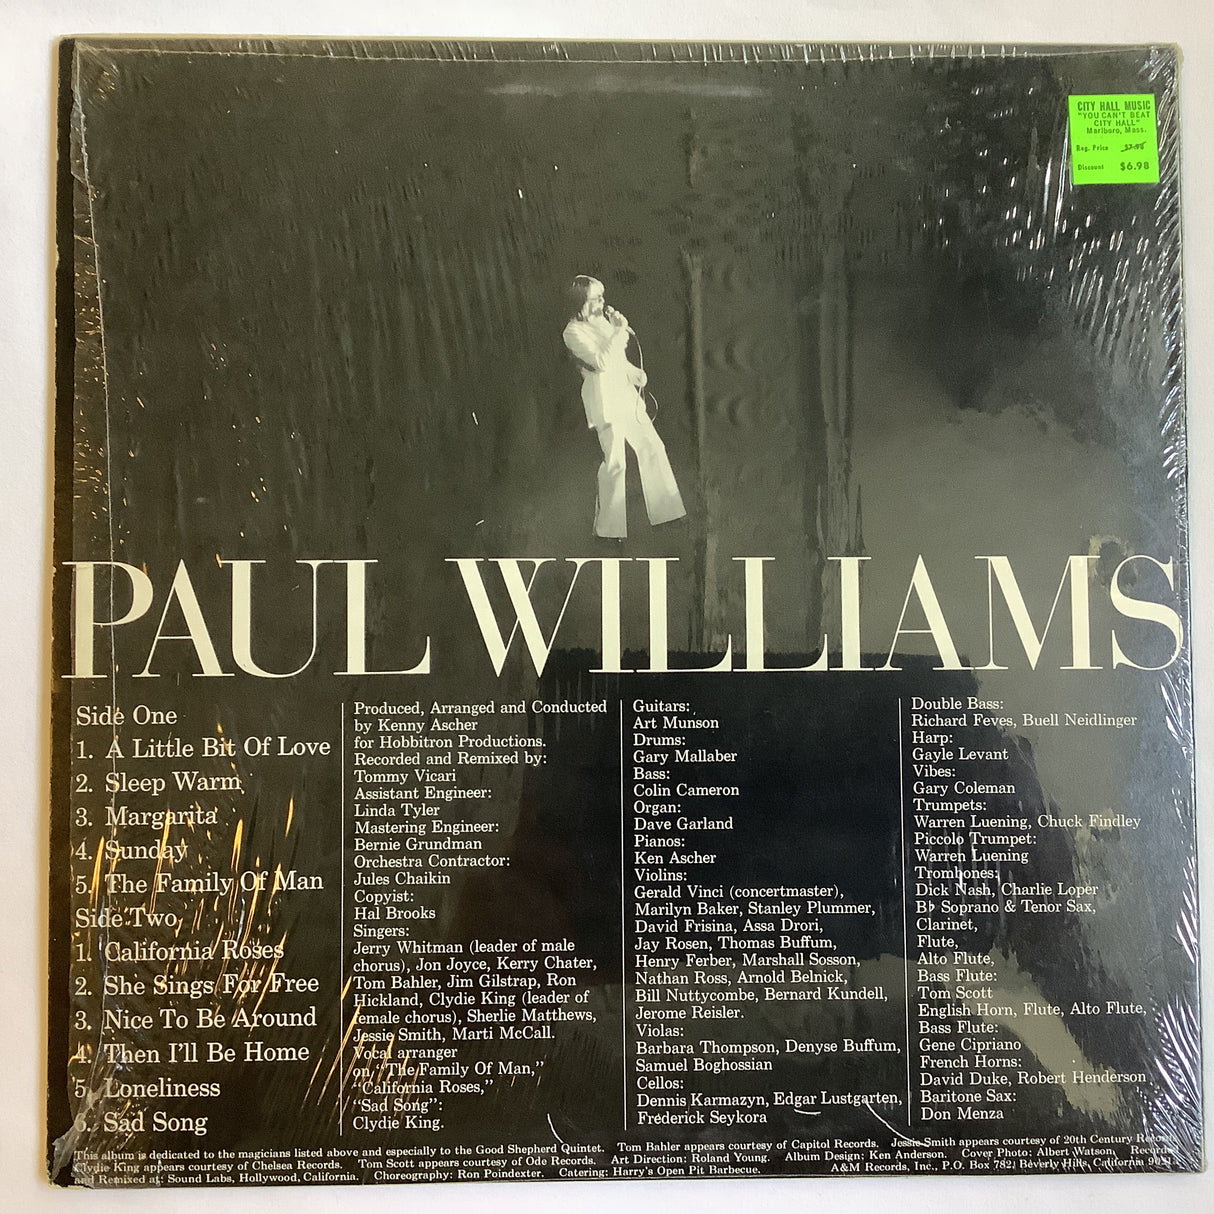 CITY HALL MUSIC
"YOU CAN'T BEAT
CITY HALL"
Marlboro, Mass.
Reg. Price $7.98
Discount $6.98
PAUL WILLIAMS
Side One
1. A Little Bit Of Love
2. Sleep Warm
3. Margarita
4. Sunday
5. The Family Of Man
Side Two
1. California Roses
2. She Sings For Free
3. Nice To Be Around
4. Then I'll Be Home
5. Loneliness
6. Sad Song
Produced, Arranged and Conducted
by Kenny Ascher
for Hobbitron Productions.
Recorded and Remixed by:
Tommy Vicari
Assistant Engineer:
Linda Tyler
Mastering Engineer:
Bernie Grundman
Orchestra Contractor:
Jules Chaikin
Copyist:
Hal Brooks
Singers:
Jerry Whitman (leader of male
chorus), Jon Joyce, Kerry Chater,
Tom Bahler, Jim Gilstrap, Ron
Hickland, Clydie King (leader of
female chorus), Sherlie Matthews,
Jessie Smith, Marti McCall.
Vocal arranger
on "The Family Of Man,"
"California Roses,"
"Sad Song":
Clydie King.
Guitars:
Art Munson
Drums:
Gary Mallaber
Bass:
Colin Cameron
Organ:
Dave Garland
Pianos:
Ken Ascher
Violins:
Gerald Vinci (concertmaster),
Marilyn Baker, Stanley Plummer,
David Frisina, Assa Drori,
Jay Rosen, Thomas Buffum,
Henry Ferber, Marshall Sosson,
Nathan Ross, Arnold Belnick,
Bill Nuttycombe, Bernard Kundell,
Jerome Reisler.
Violas:
Barbara Thompson, Denyse Buffum,
Samuel Boghossian
Cellos:
Dennis Karmazyn, Edgar Lustgarten,
Frederick Seykora
Double Bass:
Richard Feves, Buell Neidlinger
Harp:
Gayle Levant
Vibes:
Gary Coleman
Trumpets:
Warren Luening, Chuck Findley
Piccolo Trumpet:
Warren Luening
Trombones:
Dick Nash, Charlie Loper
B♭ Soprano & Tenor Sax,
Clarinet,
Flute,
Alto Flute,
Bass Flute:
Tom Scott
English Horn, Flute, Alto Flute,
Bass Flute:
Gene Cipriano
French Horns:
David Duke, Robert Henderson
Baritone Sax:
Don Menza
This album is dedicated to the magicians listed above and especially to the Good Shepherd Quintet. Tom Bahler appears courtesy of Capitol Records. Jessie Smith appears courtesy of 20th Century Records.
Clydie King appears courtesy of Chelsea Records. Tom Scott appears courtesy of Ode Records. Art Direction: Roland Young. Album Design: Ken Anderson. Cover Photo: Albert Watson. Recorded
and Remixed at: Sound Labs, Hollywood, California. Choreography: Ron Poindexter. Catering: Harry's Open Pit Barbecue. A&M Records, Inc., P.O. Box 782, Beverly Hills, California